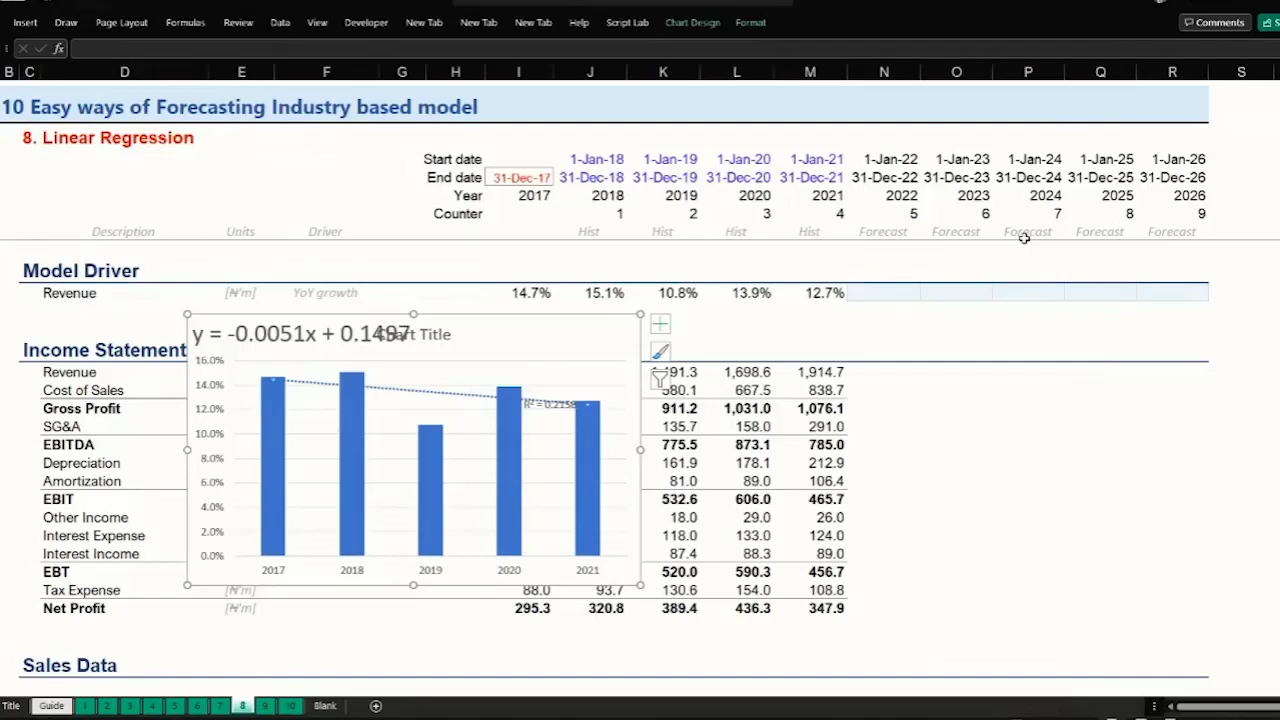 Insert Draw Page Layout Formulas Review Data View Developer New Tab New Tab New Tab Help Script Lab Chart Design Format Comments
fx
B C D E F G H I J K L M N O P Q R S
10 Easy ways of Forecasting Industry based model
8. Linear Regression
Start date 1-Jan-18 1-Jan-19 1-Jan-20 1-Jan-21 1-Jan-22 1-Jan-23 1-Jan-24 1-Jan-25 1-Jan-26
End date 31-Dec-17 31-Dec-18 31-Dec-19 31-Dec-20 31-Dec-21 31-Dec-22 31-Dec-23 31-Dec-24 31-Dec-25 31-Dec-26
Year 2017 2018 2019 2020 2021 2022 2023 2024 2025 2026
Counter 1 2 3 4 5 6 7 8 9
Description Units Driver Hist Hist Hist Hist Forecast Forecast Forecast Forecast Forecast
Model Driver
Revenue [₦'m] YoY growth 14.7% 15.1% 10.8% 13.9% 12.7%
y = -0.0051x + 0.1497 Chart Title
Income Statement
16.0%
Revenue 1,698.6 1,914.7
14.0%
Cost of Sales 580.1 667.5 838.7
R² = 0.2158
12.0%
Gross Profit 911.2 1,031.0 1,076.1
SG&A 135.7 158.0 291.0
10.0%
EBITDA 775.5 873.1 785.0
8.0%
Depreciation 161.9 178.1 212.9
Amortization 81.0 89.0 106.4
6.0%
EBIT 532.6 606.0 465.7
4.0%
Other Income 18.0 29.0 26.0
2.0%
Interest Expense 118.0 133.0 124.0
0.0%
Interest Income 87.4 88.3 89.0
2017 2018 2019 2020 2021
EBT 520.0 590.3 456.7
Tax Expense [₦'m] 88.0 93.7 130.6 154.0 108.8
Net Profit [₦'m] 295.3 320.8 389.4 436.3 347.9
Sales Data
Title Guide 1 2 3 4 5 6 7 8 9 10 Blank